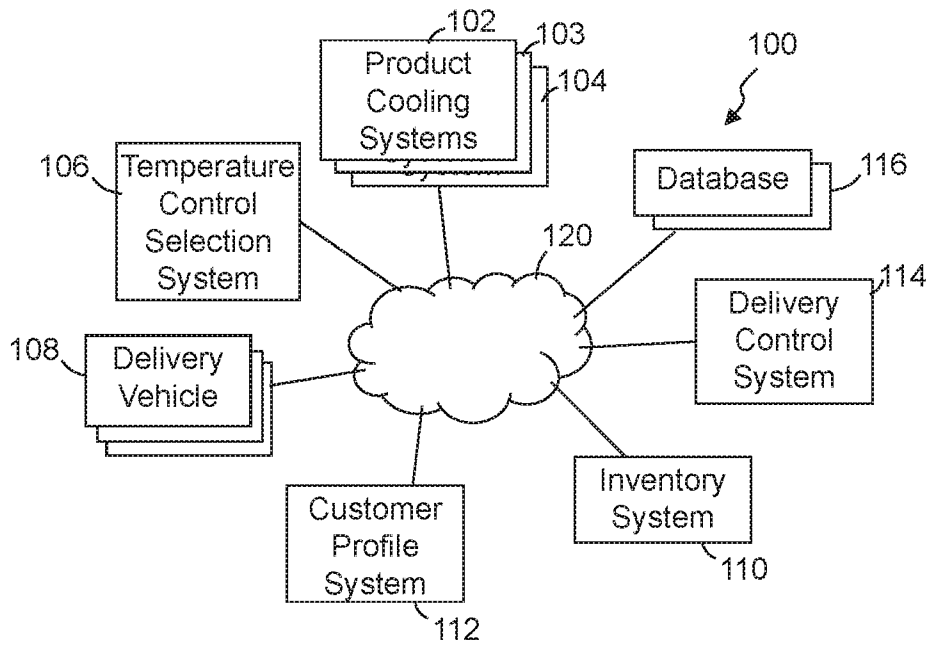 102
103
104
Product
Cooling
Systems
100
106
Temperature
Control
Selection
System
Database
116
120
114
Delivery
Control
System
108
Delivery
Vehicle
Inventory
System
110
Customer
Profile
System
112